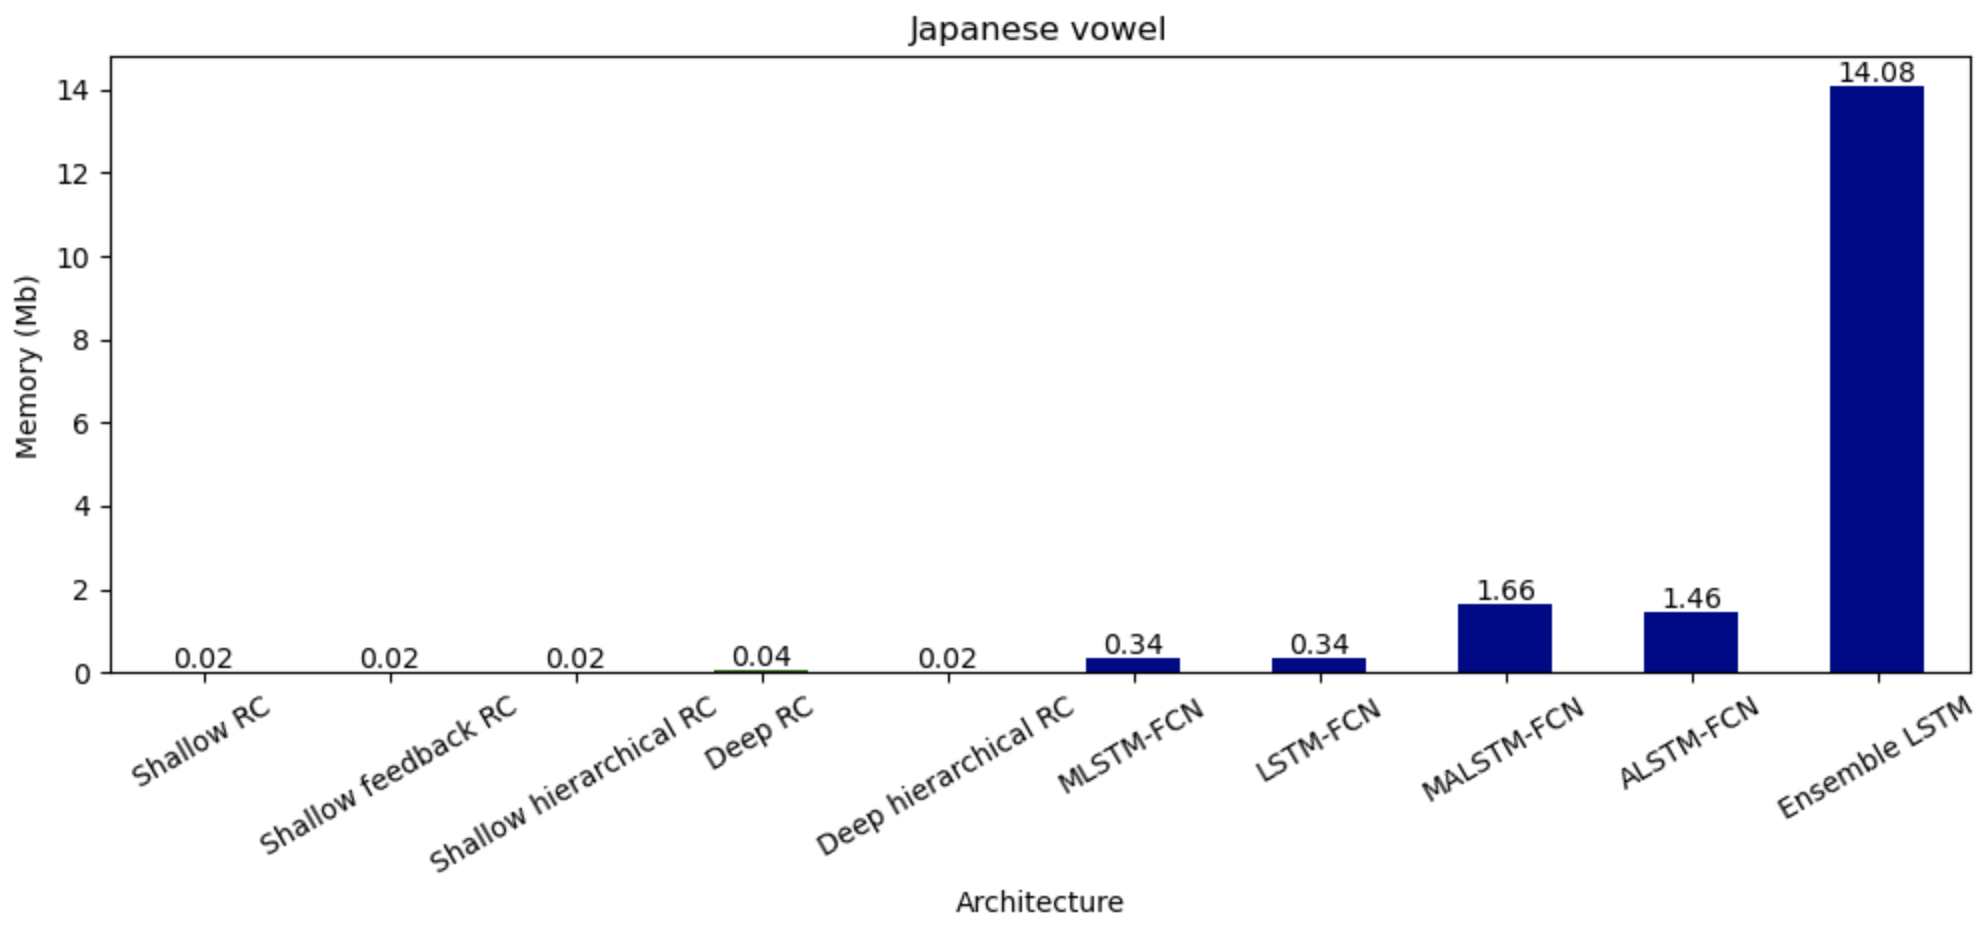 Japanese vowel
Memory (Mb)
14
12
10
8
6
4
2
0
0.02
0.02
0.02
0.04
0.02
0.34
0.34
1.66
1.46
14.08
Shallow RC
Shallow feedback RC
Shallow hierarchical RC
Deep RC
Deep hierarchical RC
MLSTM-FCN
LSTM-FCN
MALSTM-FCN
ALSTM-FCN
Ensemble LSTM
Architecture